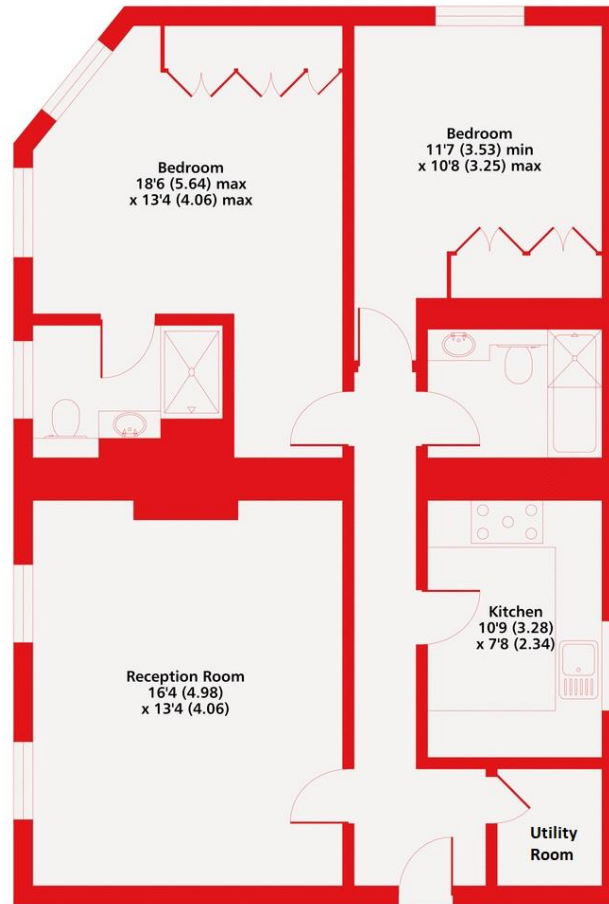 Bedroom
18'6 (5.64) max
x 13'4 (4.06) max
Bedroom
11'7 (3.53) min
x 10'8 (3.25) max
Kitchen
10'9 (3.28)
x 7'8 (2.34)
Reception Room
16'4 (4.98)
x 13'4 (4.06)
Utility
Room